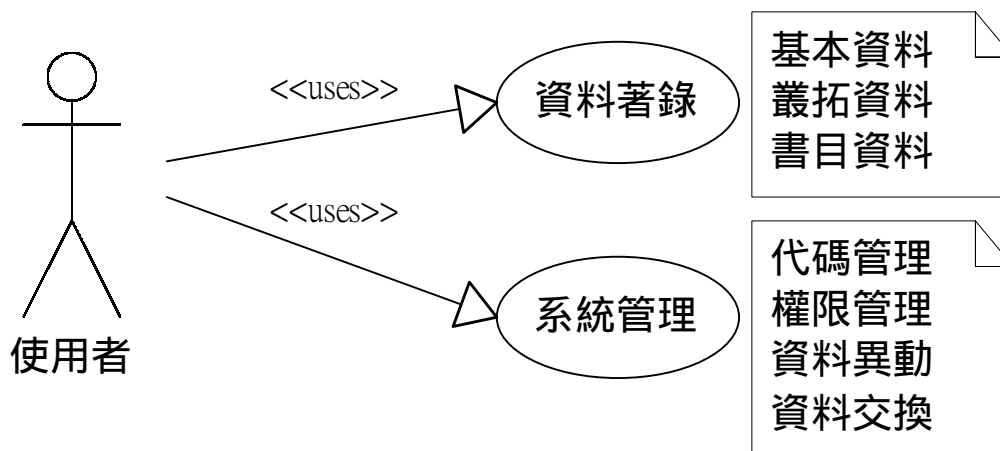 <<uses>>
資料著錄
基本資料
叢拓資料
書目資料
<<uses>>
系統管理
代碼管理
權限管理
資料異動
資料交換
使用者